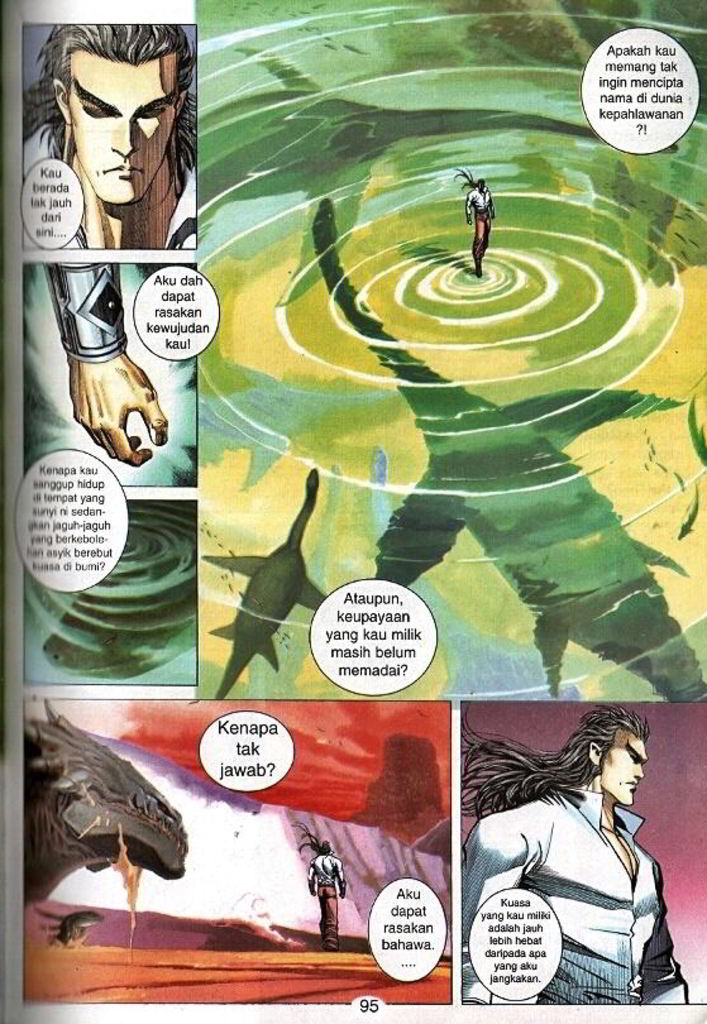 Kau
berada
tak jauh
dari
sini....
Aku dah
dapat
rasakan
kewujudan
kau!
Kenapa kau
sanggup hidup
di tempat yang
sunyi ni sedan-
gkan jaguh-jaguh
yang berkebole-
han asyik berebut
kuasa di bumi?
Apakah kau
memang tak
ingin mencipta
nama di dunia
kepahlawanan
?!
Ataupun,
keupayaan
yang kau milik
masih belum
memadai?
Kenapa
tak
jawab?
Aku
dapat
rasakan
bahawa.
....
Kuasa
yang kau miliki
adalah jauh
lebih hebat
daripada apa
yang aku
jangkakan.
95